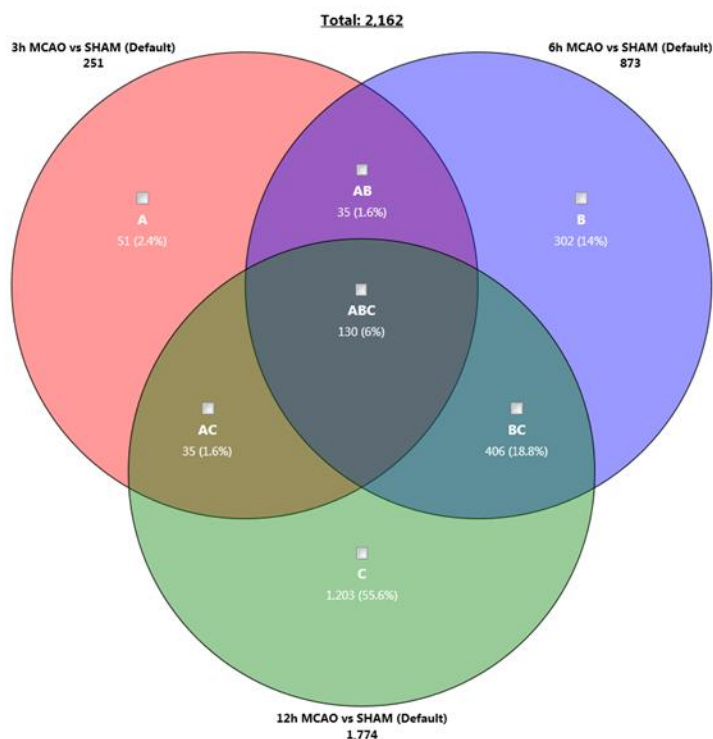 Total: 2,162
3h MCAO vs SHAM (Default)
251
6h MCAO vs SHAM (Default)
873
AB
35 (1.6%)
A
51 (2.4%)
B
302 (14%)
ABC
130 (6%)
AC
35 (1.6%)
BC
406 (18.8%)
C
1,203 (55.6%)
12h MCAO vs SHAM (Default)
1,774